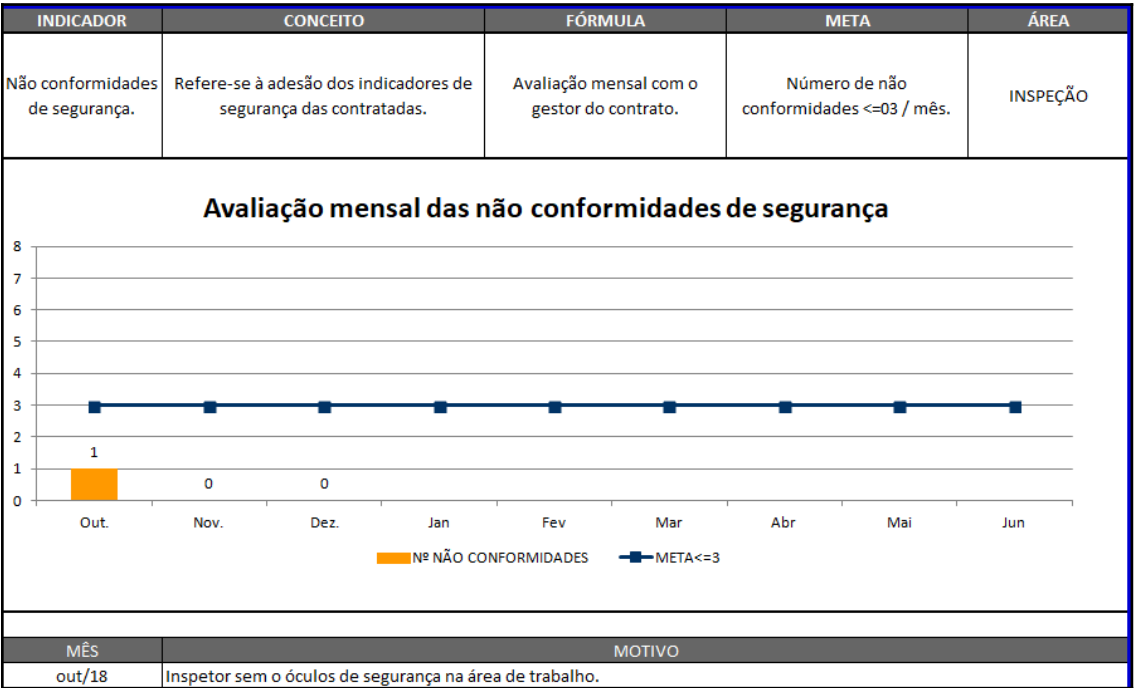 INDICADOR CONCEITO FÓRMULA META ÁREA
Não conformidades de segurança. Refere-se à adesão dos indicadores de segurança das contratadas. Avaliação mensal com o gestor do contrato. Número de não conformidades <=03 / mês. INSPEÇÃO
Avaliação mensal das não conformidades de segurança
8
7
6
5
4
3
2
1
0
1 0 0
Out. Nov. Dez. Jan Fev Mar Abr Mai Jun
Nº NÃO CONFORMIDADES META<=3
MÊS MOTIVO
out/18 Inspetor sem o óculos de segurança na área de trabalho.